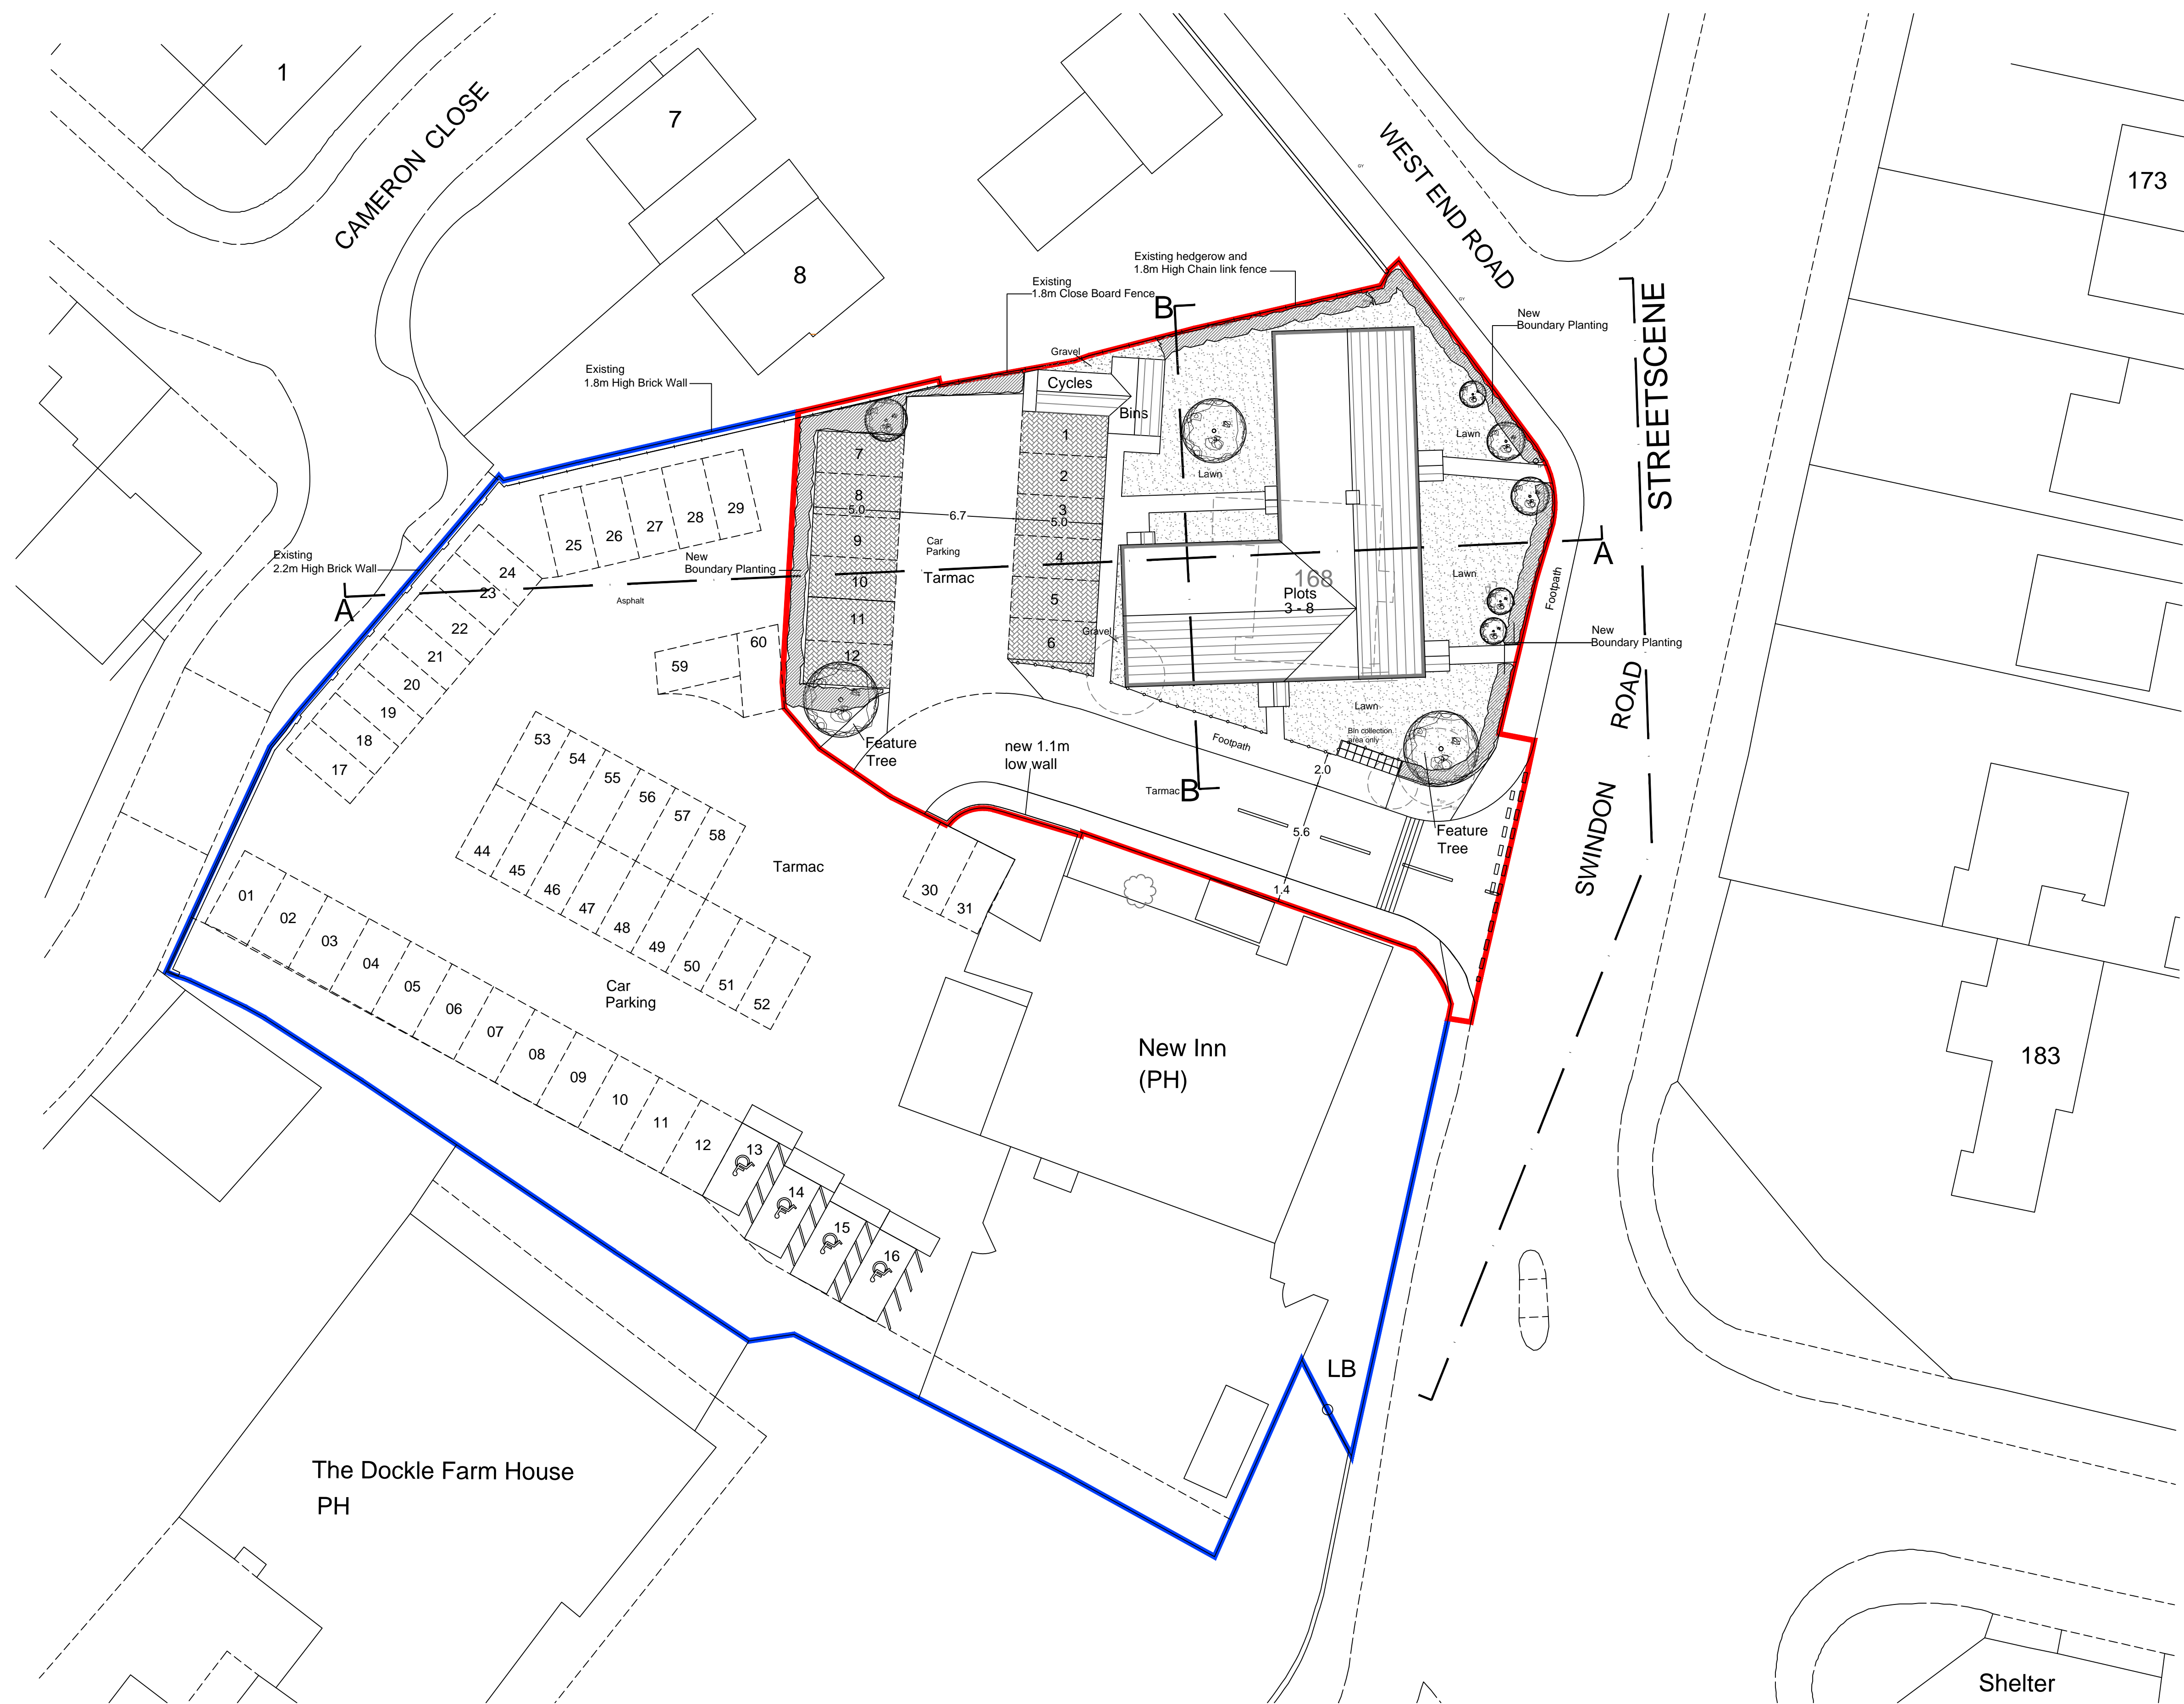 1
CAMERON CLOSE
7
8
WEST END ROAD
GY
GY
173
Existing hedgerow and
1.8m High Chain link fence
Existing
1.8m Close Board Fence
B
STREETSCENE
New
Boundary Planting
Existing
1.8m High Brick Wall
Gravel
Cycles
Bins
Lawn
Lawn
1
2
3
4
5
6
7
8
9
10
11
12
5.0
6.7
5.0
Car
Parking
Tarmac
25
26
27
28
29
Existing
2.2m High Brick Wall
A
New
Boundary Planting
Asphalt
A
168
Plots
3 - 8
Lawn
Footpath
Gravel
New
Boundary Planting
24
23
22
21
20
19
18
17
59
60
Lawn
Bin collection
area only
Footpath
Feature
Tree
new 1.1m
low wall
2.0
Tarmac
B
5.6
1.4
Feature
Tree
SWINDON ROAD
53
54
55
56
57
58
44
45
46
47
48
49
50
51
52
Tarmac
30
31
01
02
03
04
05
06
07
08
09
10
11
12
13
14
15
16
Car
Parking
New Inn
(PH)
183
LB
The Dockle Farm House
PH
Shelter